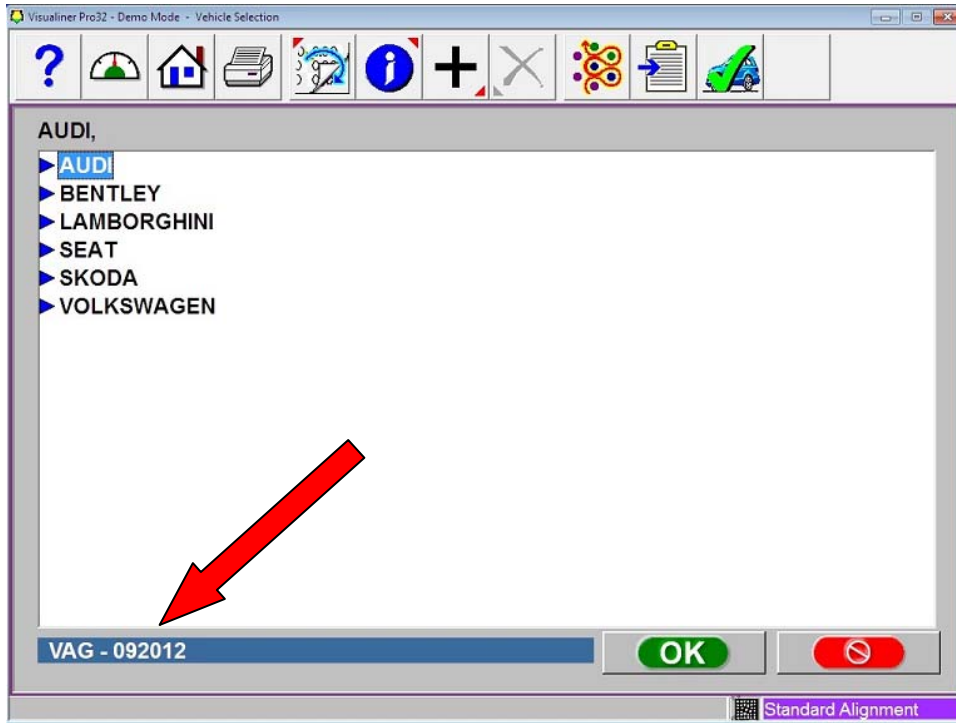 Visualiner Pro32 - Demo Mode - Vehicle Selection
AUDI,
AUDI
BENTLEY
LAMBORGHINI
SEAT
SKODA
VOLKSWAGEN
VAG - 092012
OK
Standard Alignment